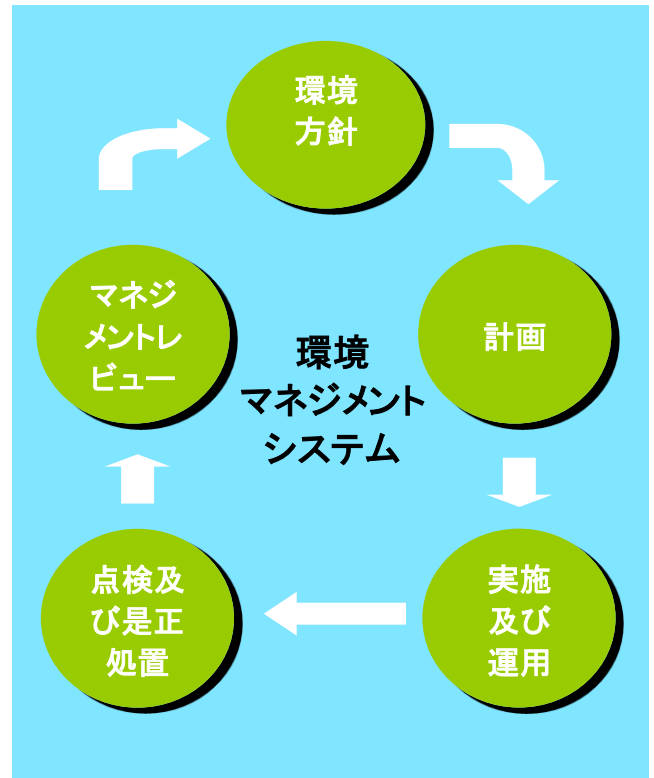 環境
方針
計画
実施
及び
運用
点検及
び是正
処置
マネジ
メントレ
ビュー
環境
マネジメント
システム